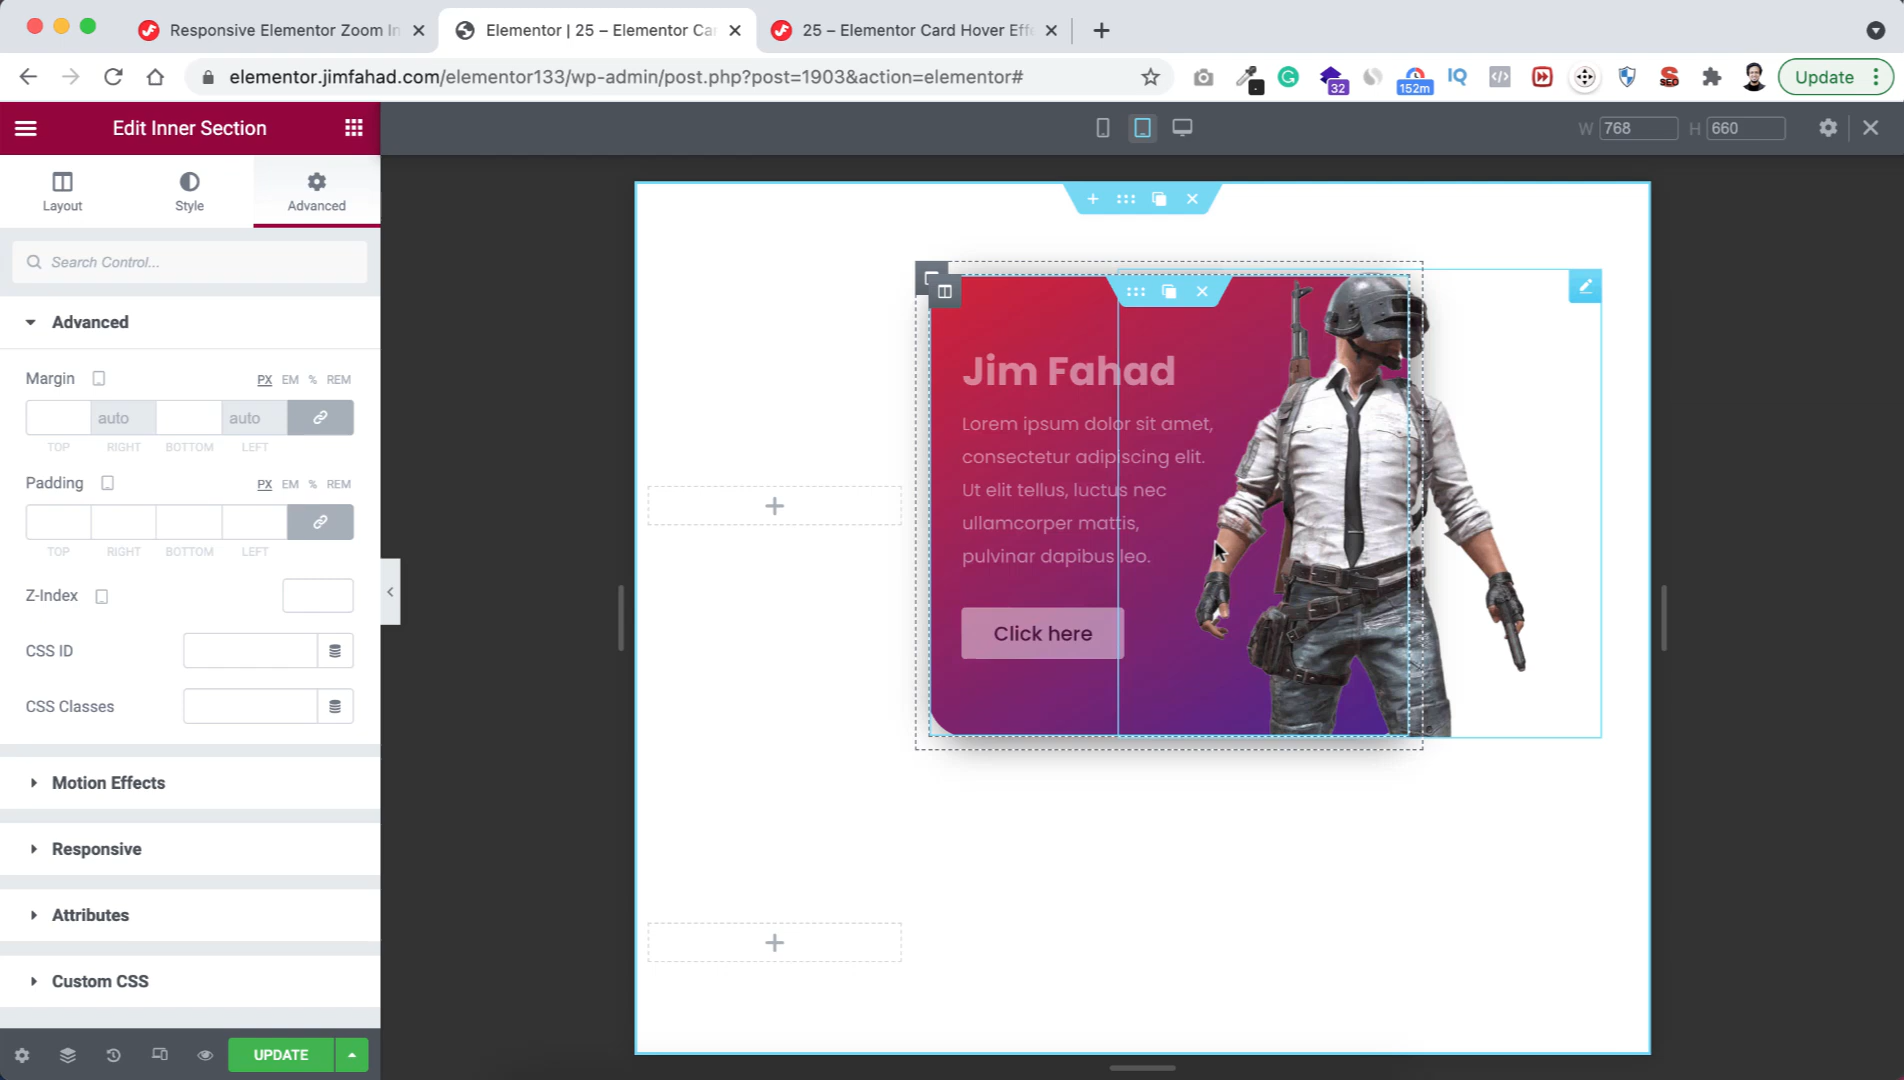 Responsive Elementor Zoom In
Elementor | 25 – Elementor Car
25 – Elementor Card Hover Effe
elementor.jimfahad.com/elementor133/wp-admin/post.php?post=1903&action=elementor#
32
152m
IQ
SEO
Update
Edit Inner Section
W 768 H 660
Layout
Style
Advanced
Search Control...
Advanced
Margin PX EM % REM
auto auto
TOP RIGHT BOTTOM LEFT
Padding PX EM % REM
TOP RIGHT BOTTOM LEFT
Z-Index
CSS ID
CSS Classes
Motion Effects
Responsive
Attributes
Custom CSS
UPDATE
Jim Fahad
Lorem ipsum dolor sit amet,
consectetur adipiscing elit.
Ut elit tellus, luctus nec
ullamcorper mattis,
pulvinar dapibus leo.
Click here